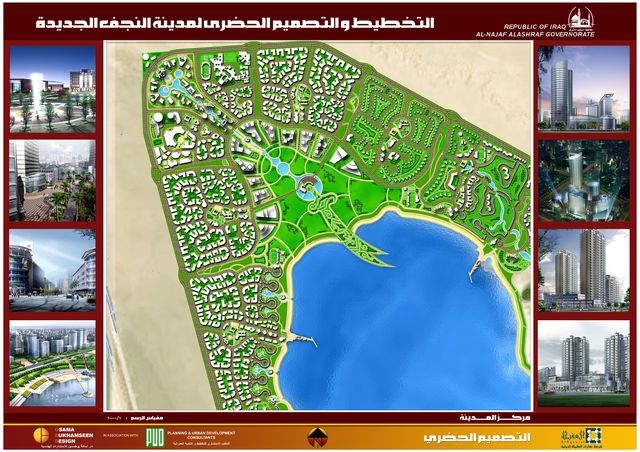 التخطيط والتصميم الحضري لمدينة النجف الجديدة
REPUBLIC OF IRAQ
AL-NAJAF ALASHRAF GOVERNORATE
مركز المدينة
مقياس الرسم :
OSAMA
BUKHAMSEEN
DESIGN
IN ASSOCIATION WITH
PUD
PLANNING & URBAN DEVELOPMENT
CONSULTANTS
التصميم الحضري